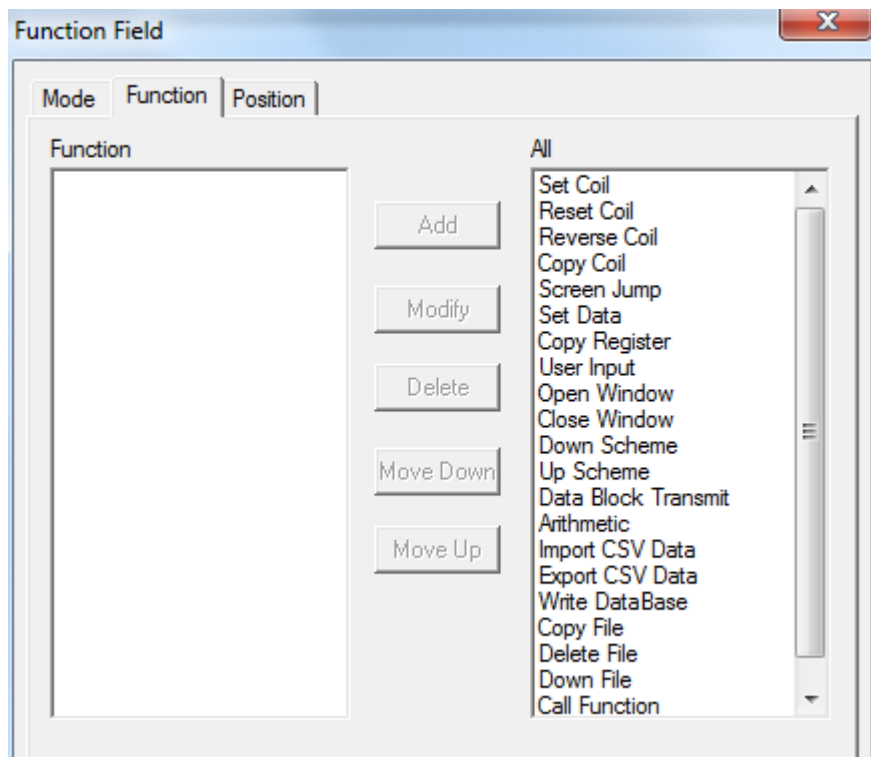 Function Field
Mode Function Position
Function
All
Add
Modify
Delete
Move Down
Move Up
Set Coil
Reset Coil
Reverse Coil
Copy Coil
Screen Jump
Set Data
Copy Register
User Input
Open Window
Close Window
Down Scheme
Up Scheme
Data Block Transmit
Arithmetic
Import CSV Data
Export CSV Data
Write DataBase
Copy File
Delete File
Down File
Call Function